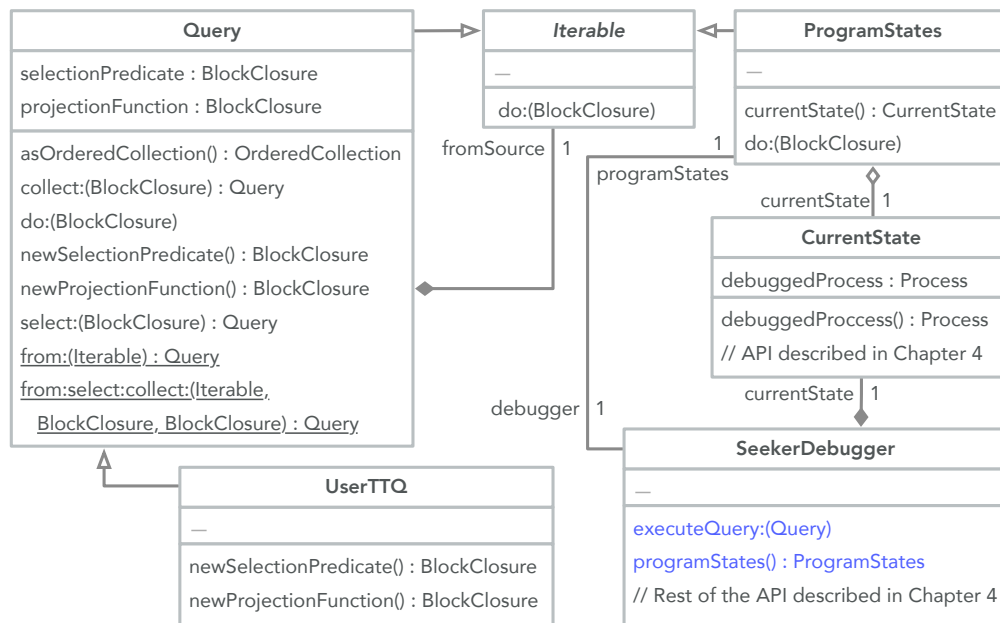 Query
selectionPredicate : BlockClosure
projectionFunction : BlockClosure
asOrderedCollection() : OrderedCollection
collect:(BlockClosure) : Query
do:(BlockClosure)
newSelectionPredicate() : BlockClosure
newProjectionFunction() : BlockClosure
select:(BlockClosure) : Query
from:(Iterable) : Query
from:select:collect:(Iterable,
BlockClosure, BlockClosure) : Query
Iterable
—
do:(BlockClosure)
fromSource 1
ProgramStates
—
currentState() : CurrentState
do:(BlockClosure)
1
programStates
currentState 1
CurrentState
debuggedProcess : Process
debuggedProccess() : Process
// API described in Chapter 4
currentState 1
debugger 1
SeekerDebugger
—
executeQuery:(Query)
programStates() : ProgramStates
// Rest of the API described in Chapter 4
UserTTQ
—
newSelectionPredicate() : BlockClosure
newProjectionFunction() : BlockClosure